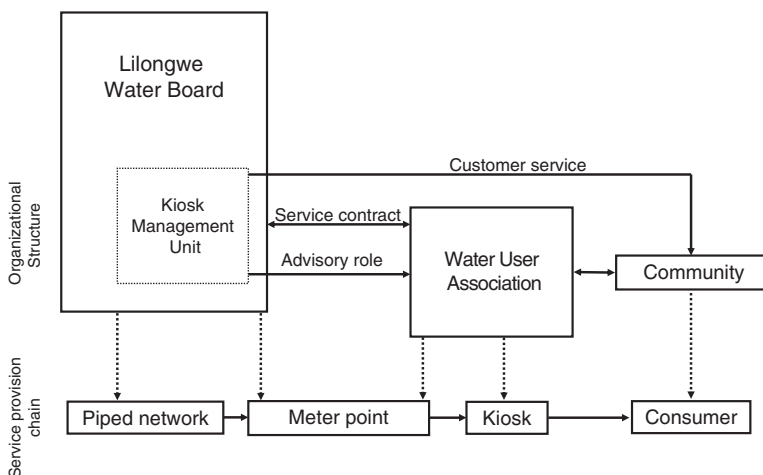 Lilongwe
Water Board
Customer service
Kiosk
Management
Unit
Service contract
Advisory role
Water User
Association
Community
Organizational
Structure
Piped network
Meter point
Kiosk
Consumer
Service provision
chain